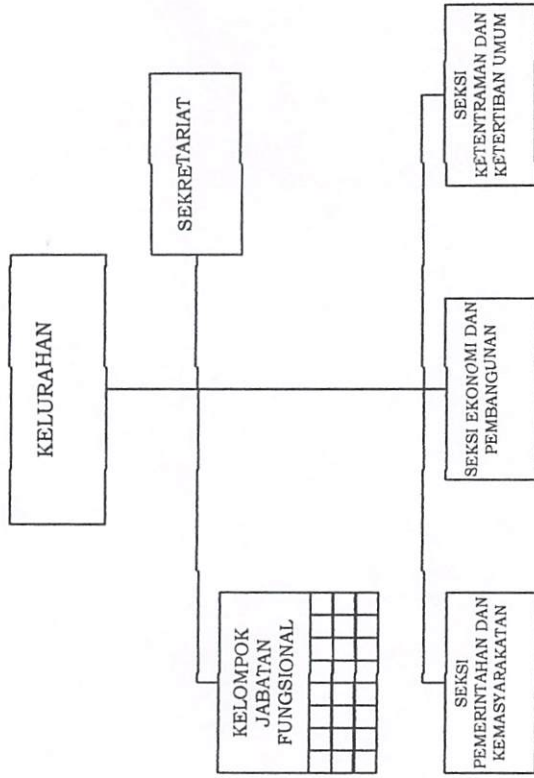 KELURAHAN
SEKRETARIAT
KELOMPOK
JABATAN
FUNGSIONAL
SEKSI
PEMERINTAHAN DAN
KEMASYARAKATAN
SEKSI EKONOMI DAN
PEMBANGUNAN
SEKSI
KETENTRAMAN DAN
KETERTIBAN UMUM